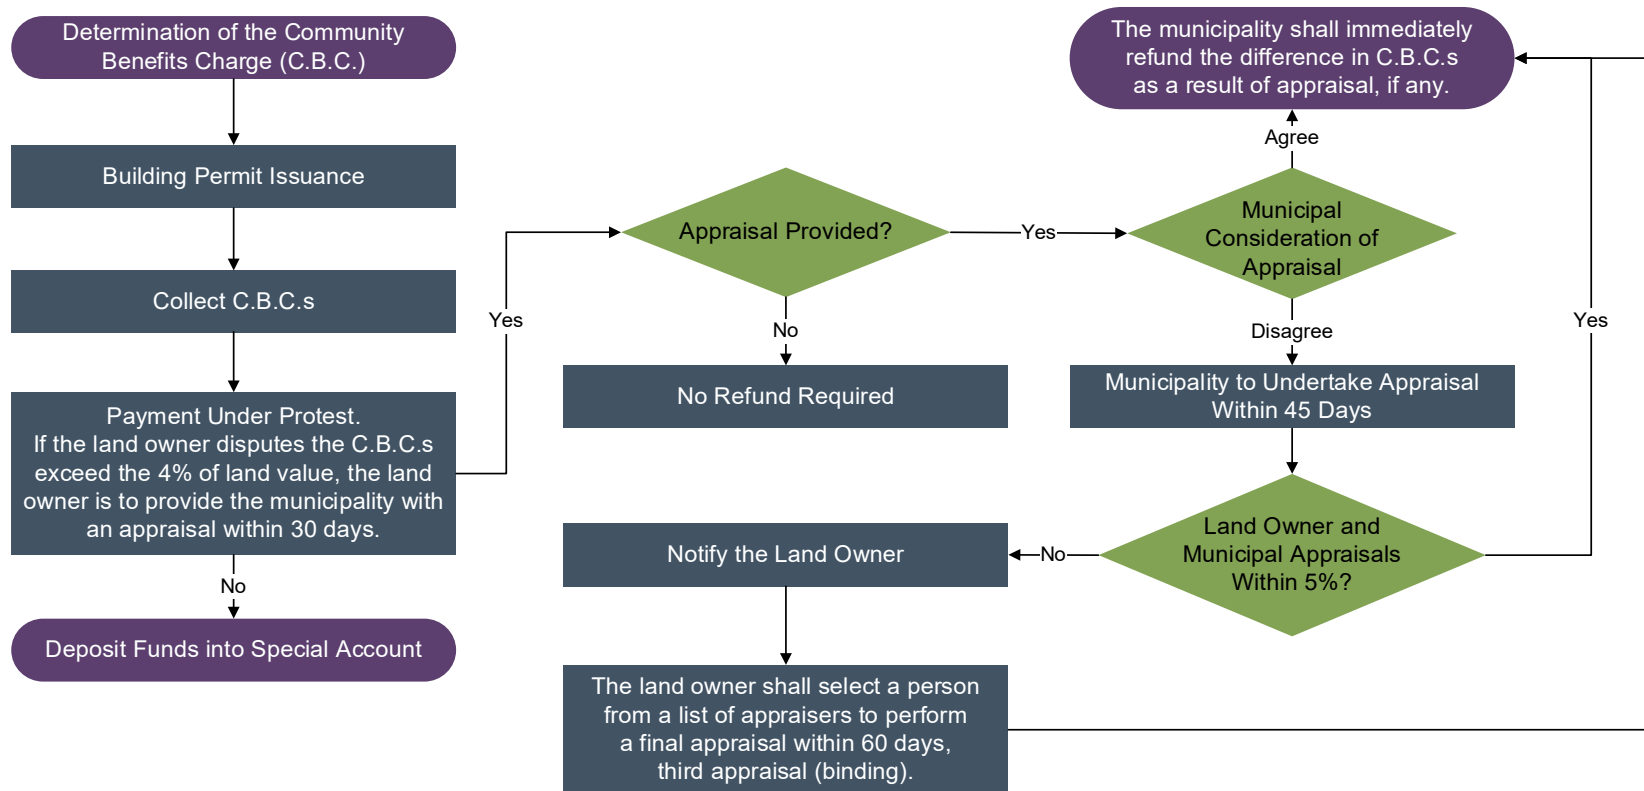 Determination of the Community
Benefits Charge (C.B.C.)
Building Permit Issuance
Collect C.B.C.s
Payment Under Protest.
If the land owner disputes the C.B.C.s
exceed the 4% of land value, the land
owner is to provide the municipality with
an appraisal within 30 days.
No
Deposit Funds into Special Account
Yes
Appraisal Provided?
No
No Refund Required
Yes
The municipality shall immediately
refund the difference in C.B.C.s
as a result of appraisal, if any.
Agree
Municipal
Consideration of
Appraisal
Disagree
Municipality to Undertake Appraisal
Within 45 Days
Land Owner and
Municipal Appraisals
Within 5%?
Yes
No
Notify the Land Owner
The land owner shall select a person
from a list of appraisers to perform
a final appraisal within 60 days,
third appraisal (binding).